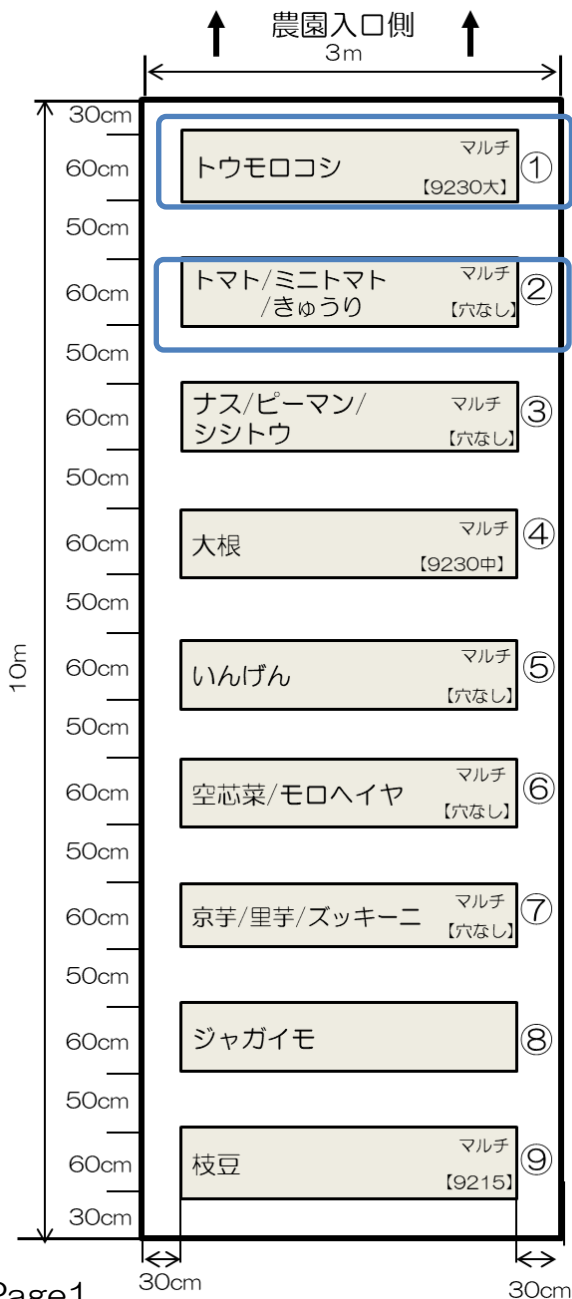 農園入口側
3m
30cm
60cm
トウモロコシ
マルチ
【9230大】
①
50cm
60cm
トマト/ミニトマト
/きゅうり
マルチ
【穴なし】
②
50cm
60cm
ナス/ピーマン/
シシトウ
マルチ
【穴なし】
③
50cm
60cm
大根
マルチ
【9230中】
④
50cm
10m
60cm
いんげん
マルチ
【穴なし】
⑤
50cm
60cm
空芯菜/モロヘイヤ
マルチ
【穴なし】
⑥
50cm
60cm
京芋/里芋/ズッキーニ
マルチ
【穴なし】
⑦
50cm
60cm
ジャガイモ
⑧
50cm
60cm
枝豆
マルチ
【9215】
⑨
30cm
30cm
30cm
Page1